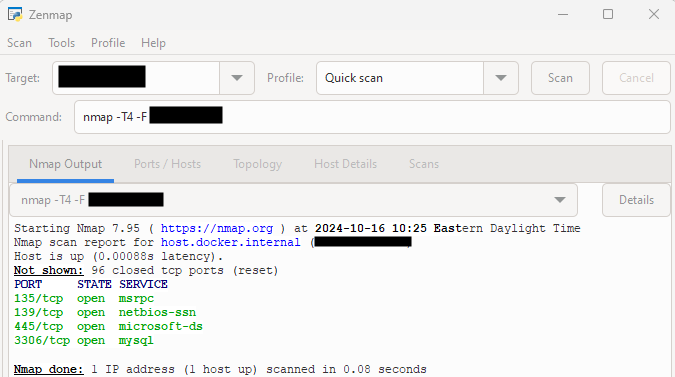 Zenmap
Scan Tools Profile Help
Target: Profile: Quick scan Scan Cancel
Command: nmap -T4 -F
Nmap Output Ports / Hosts Topology Host Details Scans
nmap -T4 -F Details
Starting Nmap 7.95 ( https://nmap.org ) at 2024-10-16 10:25 Eastern Daylight Time
Nmap scan report for host.docker.internal (
Host is up (0.00088s latency).
Not shown: 96 closed tcp ports (reset)
PORT STATE SERVICE
135/tcp open msrpc
139/tcp open netbios-ssn
445/tcp open microsoft-ds
3306/tcp open mysql
Nmap done: 1 IP address (1 host up) scanned in 0.08 seconds